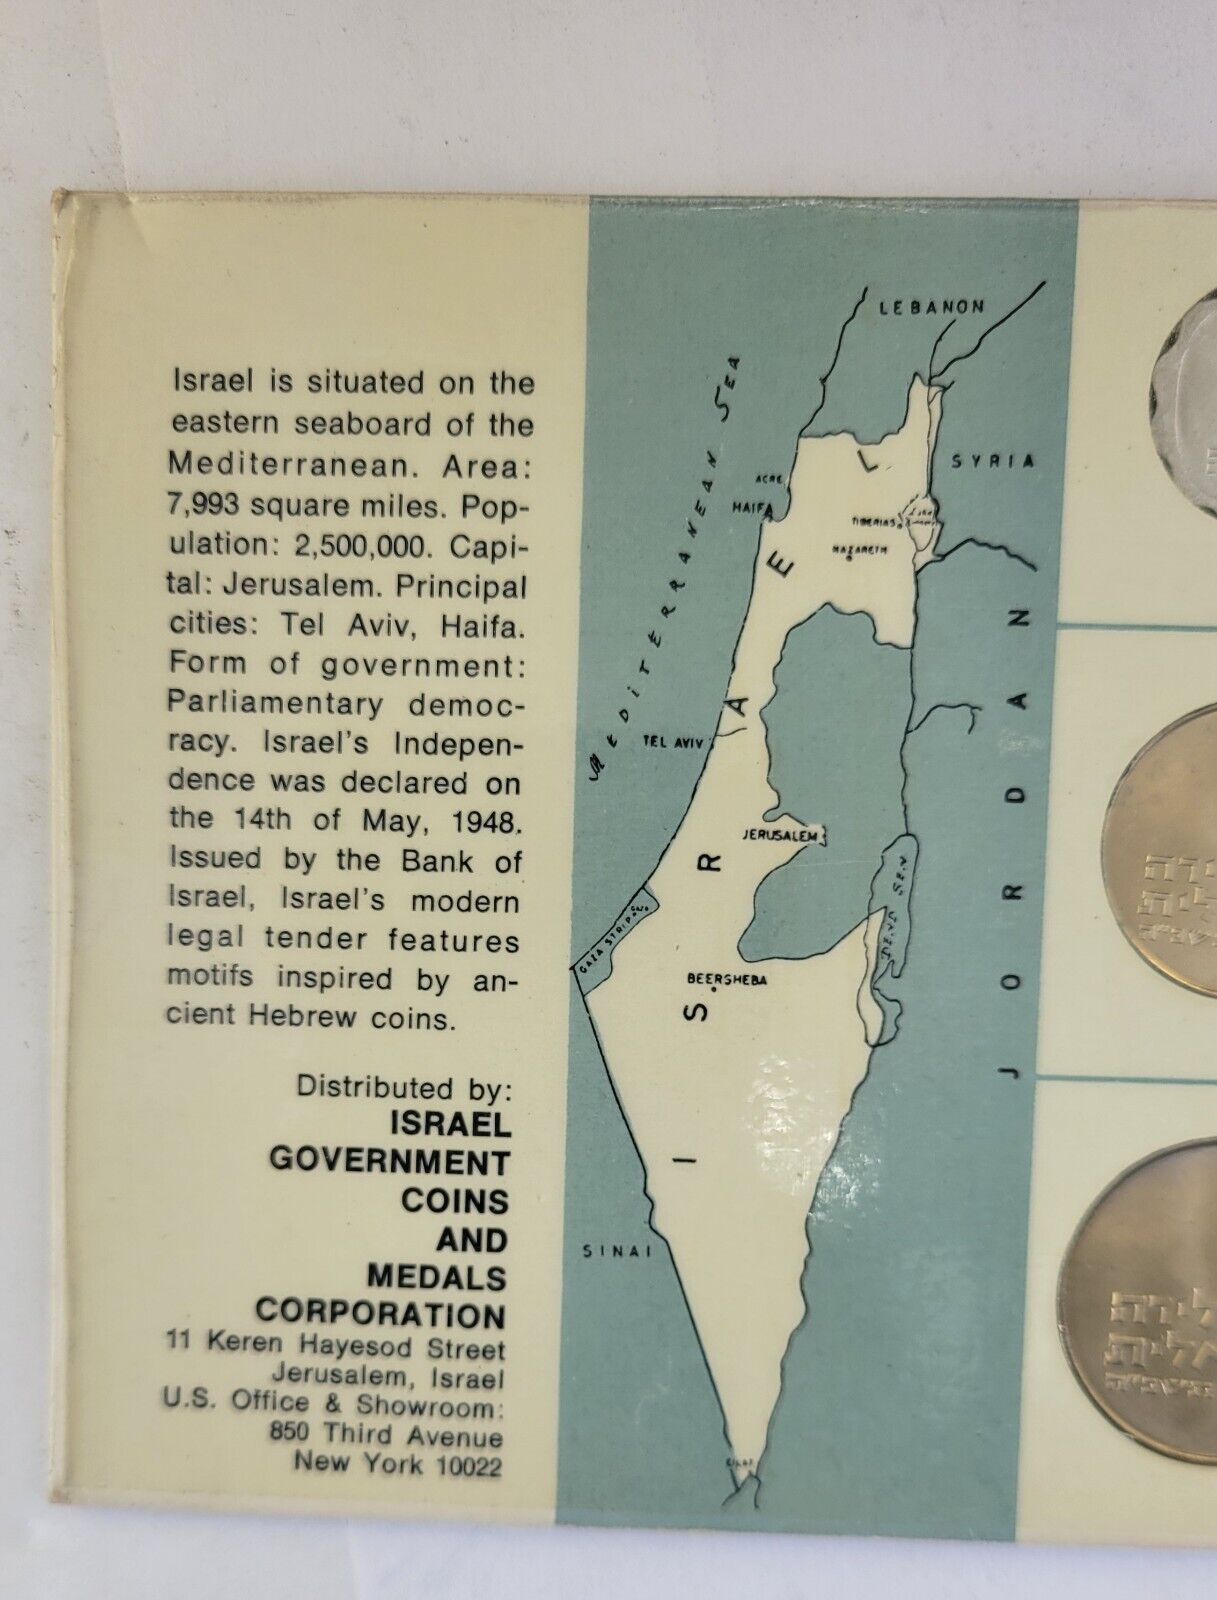 Israel is situated on the
eastern seaboard of the
Mediterranean. Area:
7,993 square miles. Pop-
ulation: 2,500,000. Capi-
tal: Jerusalem. Principal
cities: Tel Aviv, Haifa.
Form of government:
Parliamentary democ-
racy. Israel's Indepen-
dence was declared on
the 14th of May, 1948.
Issued by the Bank of
Israel, Israel's modern
legal tender features
motifs inspired by an-
cient Hebrew coins.
Distributed by:
ISRAEL
GOVERNMENT
COINS
AND
MEDALS
CORPORATION
11 Keren Hayesod Street
Jerusalem, Israel
U.S. Office & Showroom:
850 Third Avenue
New York 10022
LEBANON
MEDITERRANEAN SEA
SYRIA
ACRE
HAIFA
TIBERIAS
NAZARETH
ISRAEL
JORDAN
TEL AVIV
JERUSALEM
DEAD SEA
GAZA STRIP
BEERSHEBA
SINAI
EILAT